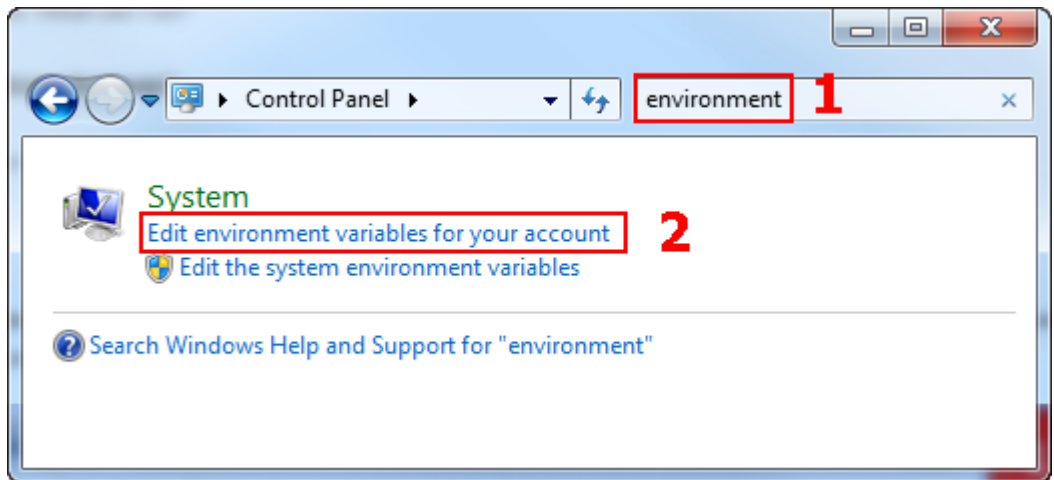 Control Panel
environment
1
System
Edit environment variables for your account
2
Edit the system environment variables
Search Windows Help and Support for "environment"